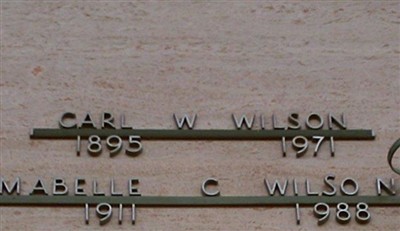 CARL W WILSON
1895 1971
MABELLE C WILSON
1911 1988